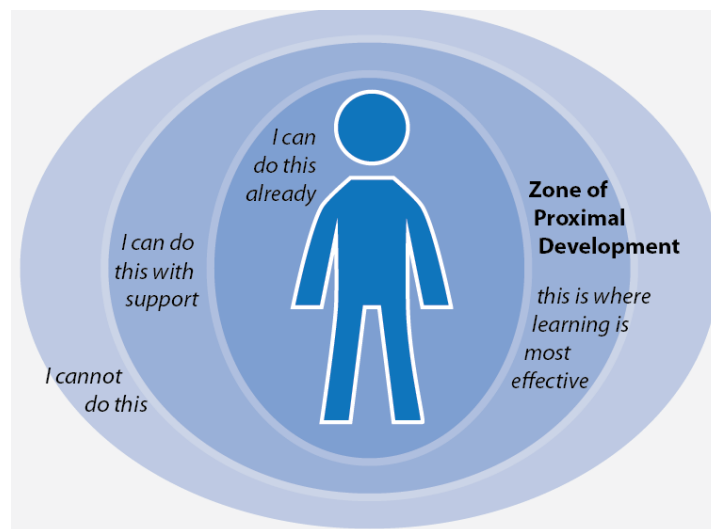 I can
do this
already
I can do
this with
support
I cannot
do this
Zone of
Proximal
Development
this is where
learning is
most
effective